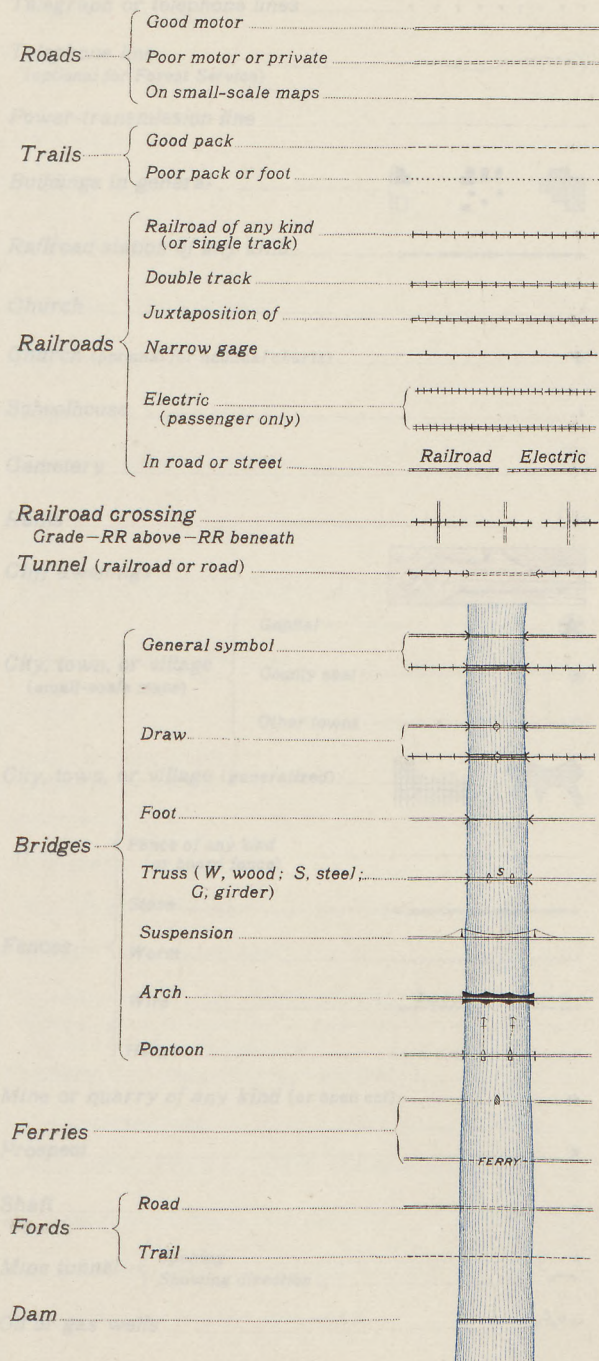 Roads
Good motor
Poor motor or private
On small-scale maps
Trails
Good pack
Poor pack or foot
Railroads
Railroad of any kind
(or single track)
Double track
Juxtaposition of
Narrow gage
Electric
(passenger only)
In road or street
Railroad Electric
Railroad crossing
Grade—RR above—RR beneath
Tunnel (railroad or road)
Bridges
General symbol
Draw
Foot
Truss (W, wood; S, steel;
G, girder)
S
Suspension
Arch
Pontoon
Ferries
FERRY
Fords
Road
Trail
Dam